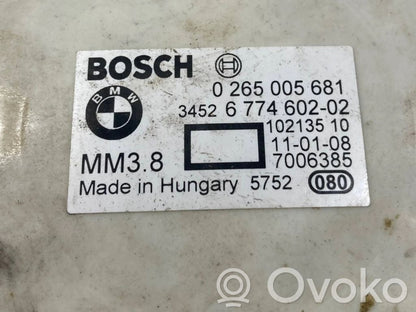 BOSCH 0 265 005 681
BMW 3452 6 774 602-02
102135 10
11-01-08
MM3.8 7006385
Made in Hungary 5752 080
Ovoko